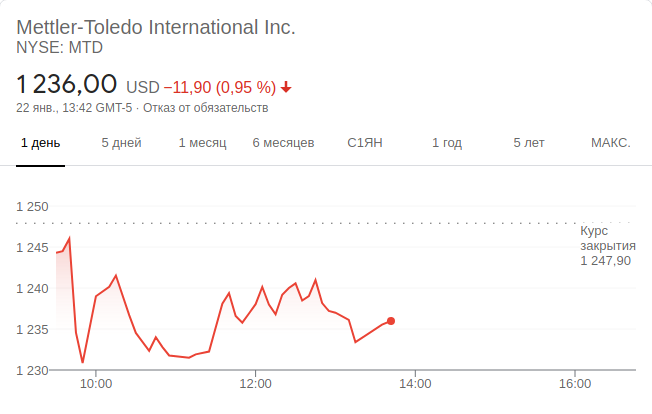 Mettler-Toledo International Inc.
NYSE: MTD
1 236,00 USD −11,90 (0,95 %)
22 янв., 13:42 GMT-5 · Отказ от обязательств
1 день 5 дней 1 месяц 6 месяцев С1ЯН 1 год 5 лет МАКС.
1 250
Курс
1 245 закрытия
1 247,90
1 240
1 235
1 230
10:00 12:00 14:00 16:00